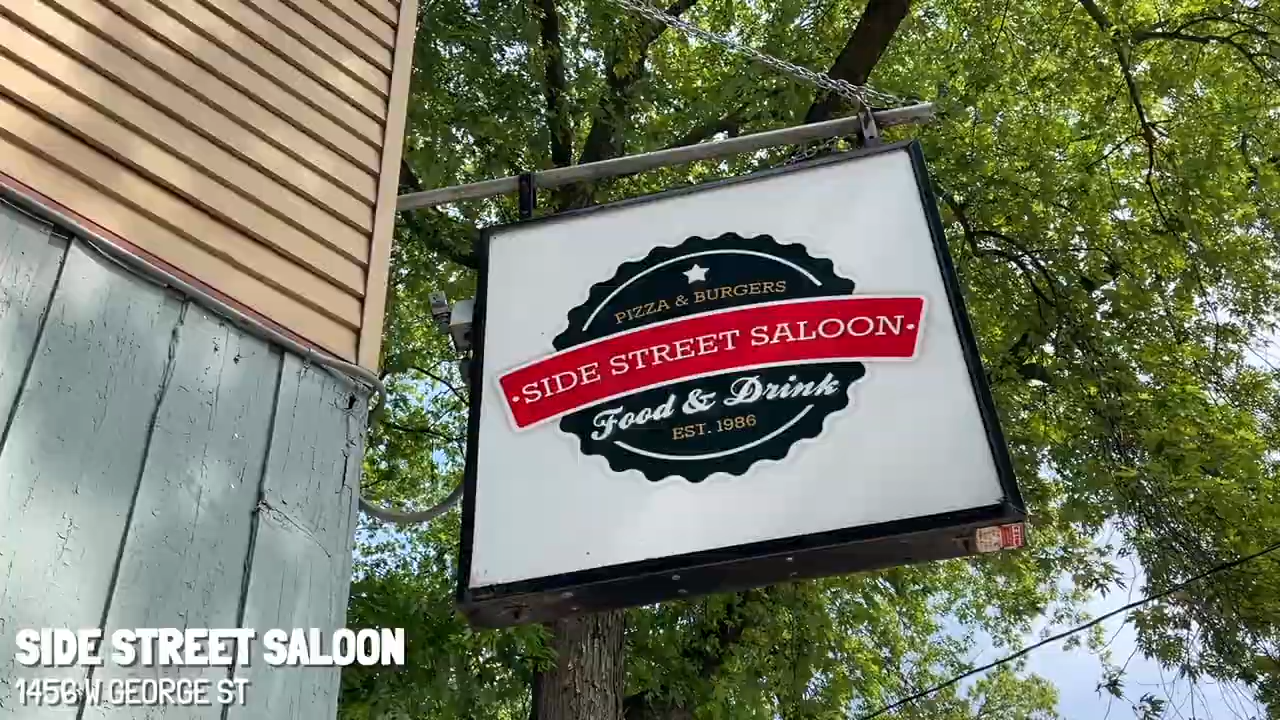 PIZZA & BURGERS
·SIDE STREET SALOON·
Food & Drink
EST. 1986
SIDE STREET SALOON
1456 W GEORGE ST